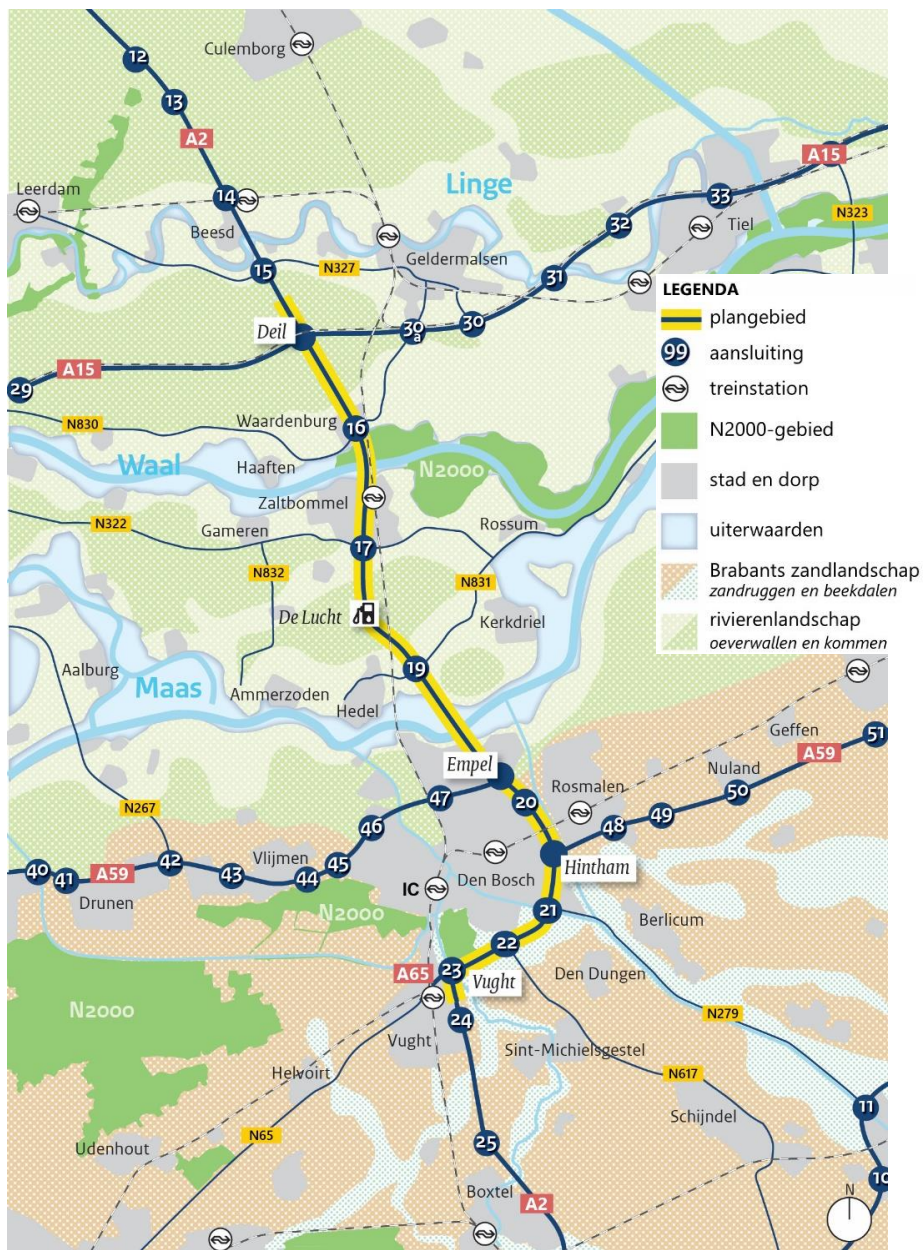 Culemborg
12
13
A2
A15
Linge
Leerdam
14
33
N323
32
Tiel
Beesd
N327
Geldermalsen
15
31
LEGENDA
plangebied
99 aansluiting
treinstation
N2000-gebied
stad en dorp
uiterwaarden
Brabants zandlandschap
zandruggen en beekdalen
rivierenlandschap
oeverwallen en kommen
Deil
30a
30
A15
29
N830
Waardenburg
16
Waal
Haaften
N2000
Zaltbommel
N322
Gameren
Rossum
17
N832
N831
De Lucht
Kerkdriel
Aalburg
19
Maas
Ammerzoden
Hedel
Geffen
51
A59
Empel
Nuland
Rosmalen
50
47
20
N267
49
48
46
42
Vlijmen
45
Hintham
40
41
A59
43
44
Den Bosch
Drunen
IC
N2000
21
Berlicum
22
A65
23
Vught
Den Dungen
N2000
24
N279
Vught
Sint-Michielsgestel
Helvoirt
N617
11
Schijndel
N65
25
Udenhout
10
Boxtel
A2
N